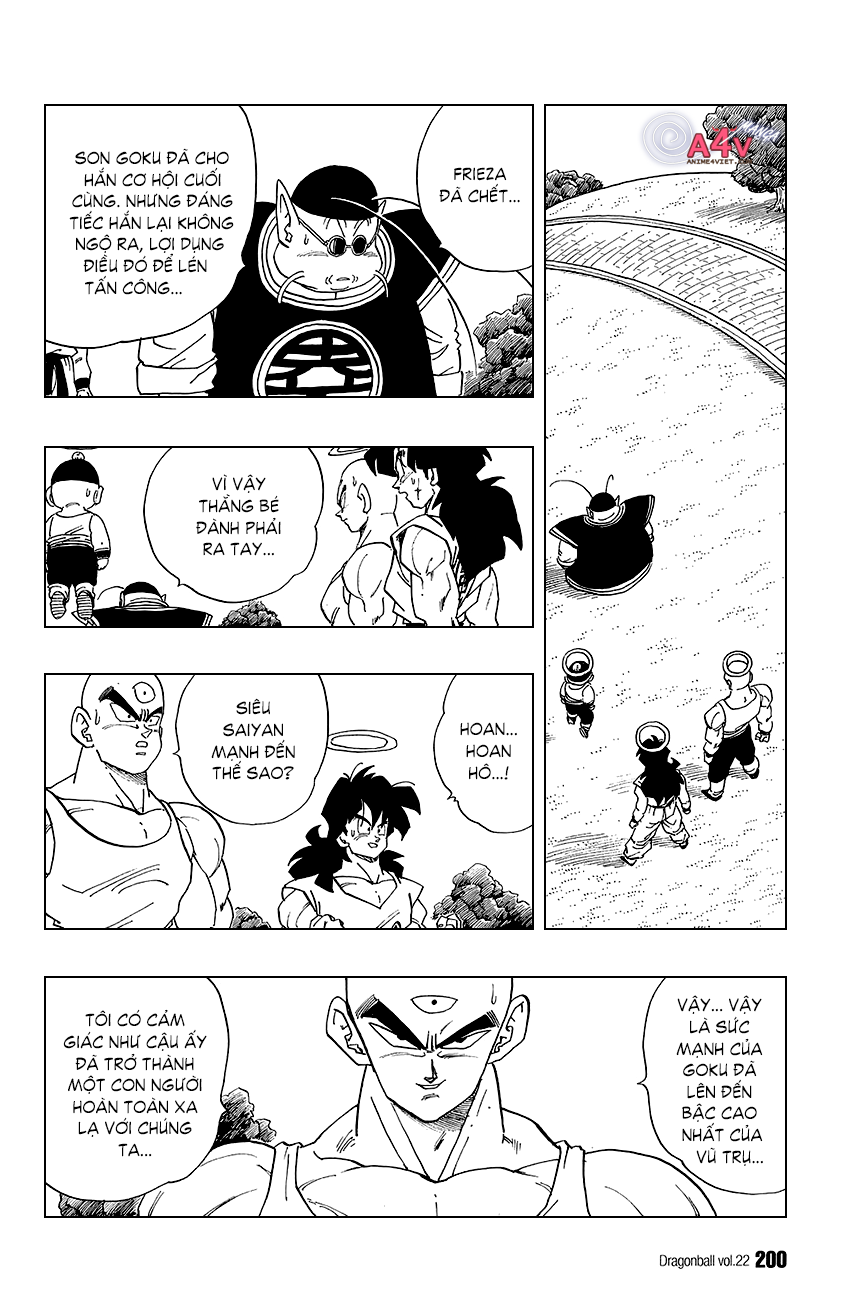 A4V
MANGA
FRIEZA
ĐÃ CHẾT...
SON GOKU ĐÃ CHO
HẮN CƠ HỘI CUỐI
CÙNG. NHƯNG ĐÁNG
TIẾC HẮN LẠI KHÔNG
NGỘ RA, LỢI DỤNG
ĐIỀU ĐÓ ĐỂ LÉN
TẤN CÔNG...
VÌ VẬY
THẰNG BÉ
ĐÀNH PHẢI
RA TAY...
HOAN...
HOAN
HÔ...!
SIÊU
SAIYAN
MẠNH ĐẾN
THẾ SAO?
VẬY... VẬY
LÀ SỨC
MẠNH CỦA
GOKU ĐÃ
LÊN ĐẾN
BẬC CAO
NHẤT CỦA
VŨ TRỤ...
TÔI CÓ CẢM
GIÁC NHƯ CẬU ẤY
ĐÃ TRỞ THÀNH
MỘT CON NGƯỜI
HOÀN TOÀN XA
LẠ VỚI CHÚNG
TA...
Dragonball vol.22 200